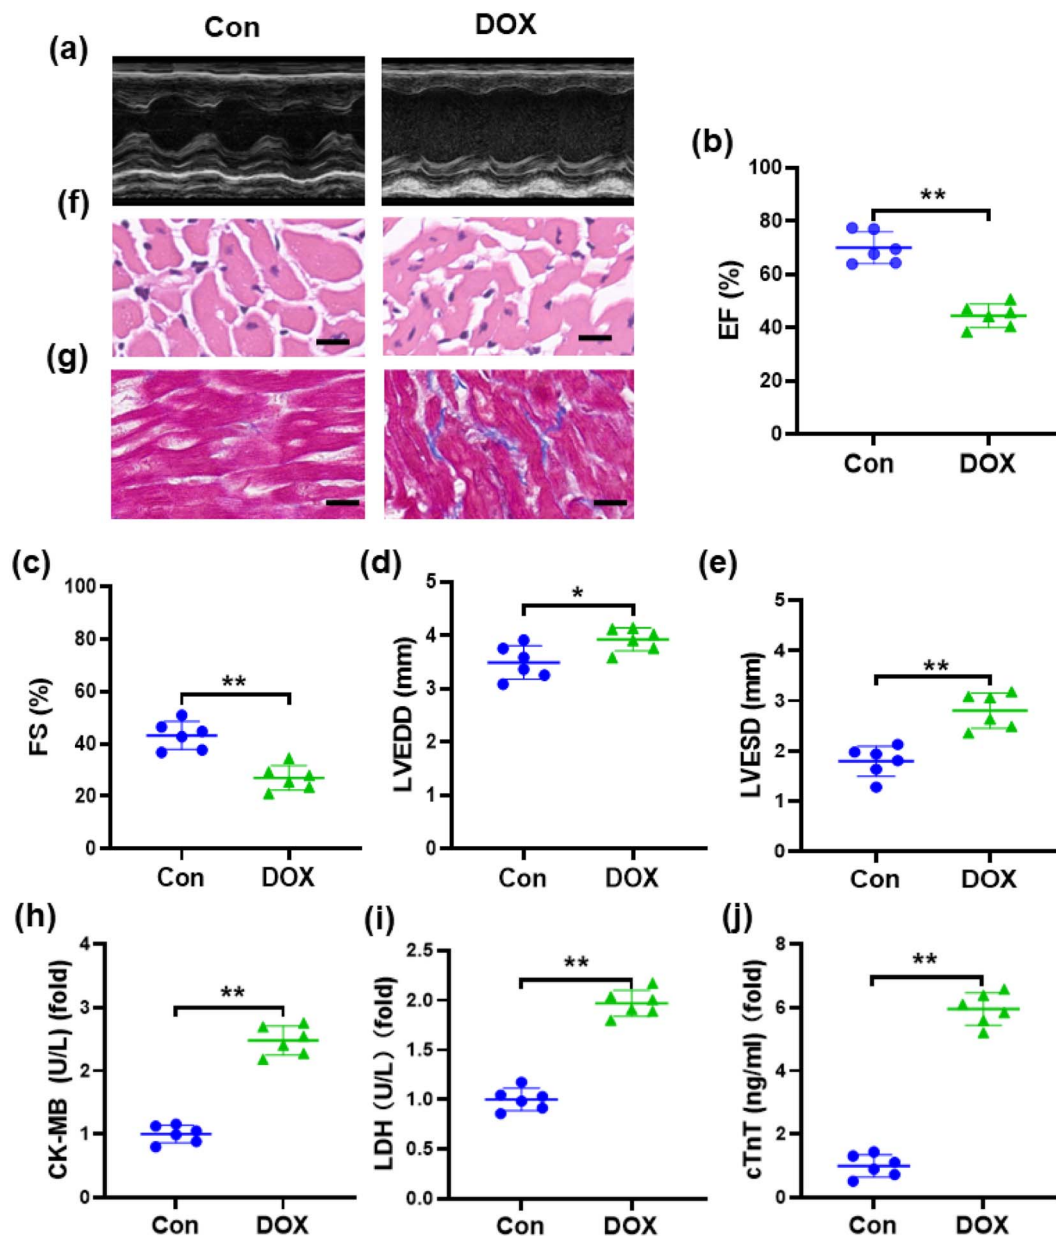 Con
DOX
(a)
(f)
(g)
(b)
100
80
60
40
20
0
EF (%)
**
Con
DOX
(c)
100
80
60
40
20
0
FS (%)
**
Con
DOX
(d)
5
4
3
2
1
0
LVEDD (mm)
*
Con
DOX
(e)
5
4
3
2
1
0
LVESD (mm)
**
Con
DOX
(h)
4
3
2
1
0
CK-MB (U/L) (fold)
**
Con
DOX
(i)
2.5
2.0
1.5
1.0
0.5
0.0
LDH（U/L）（fold）
**
Con
DOX
(j)
8
6
4
2
0
cTnT (ng/ml)（fold）
**
Con
DOX